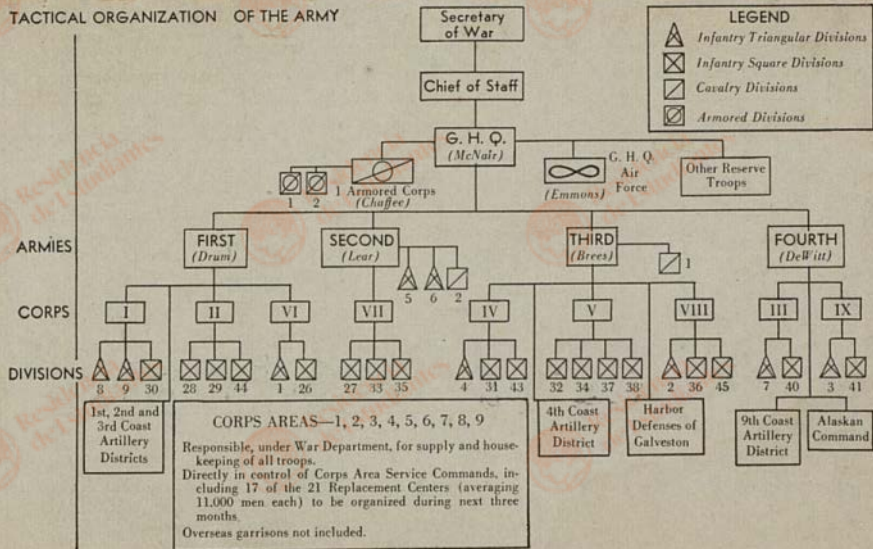 TACTICAL ORGANIZATION OF THE ARMY
Secretary
of War
LEGEND
Infantry Triangular Divisions
Infantry Square Divisions
Cavalry Divisions
Armored Divisions
Chief of Staff
G. H. Q.
(McNair)
1 2
1 Armored Corps
(Chaffee)
G. H. Q.
Air
Force
(Emmons)
Other Reserve
Troops
ARMIES
FIRST
(Drum)
SECOND
(Lear)
5 6 2
THIRD
(Brees)
1
FOURTH
(DeWitt)
CORPS
I II VI VII IV V VIII III IX
DIVISIONS
8 9 30 28 29 44 1 26 27 33 35 4 31 43 32 34 37 38 2 36 45 7 40 3 41
1st, 2nd and
3rd Coast
Artillery
Districts
CORPS AREAS—1, 2, 3, 4, 5, 6, 7, 8, 9
Responsible, under War Department, for supply and house-
keeping of all troops.
Directly in control of Corps Area Service Commands, in-
cluding 17 of the 21 Replacement Centers (averaging
11,000 men each) to be organized during next three
months.
Overseas garrisons not included.
4th Coast
Artillery
District
Harbor
Defenses of
Galveston
9th Coast
Artillery
District
Alaskan
Command
Residencia
de Estudiantes